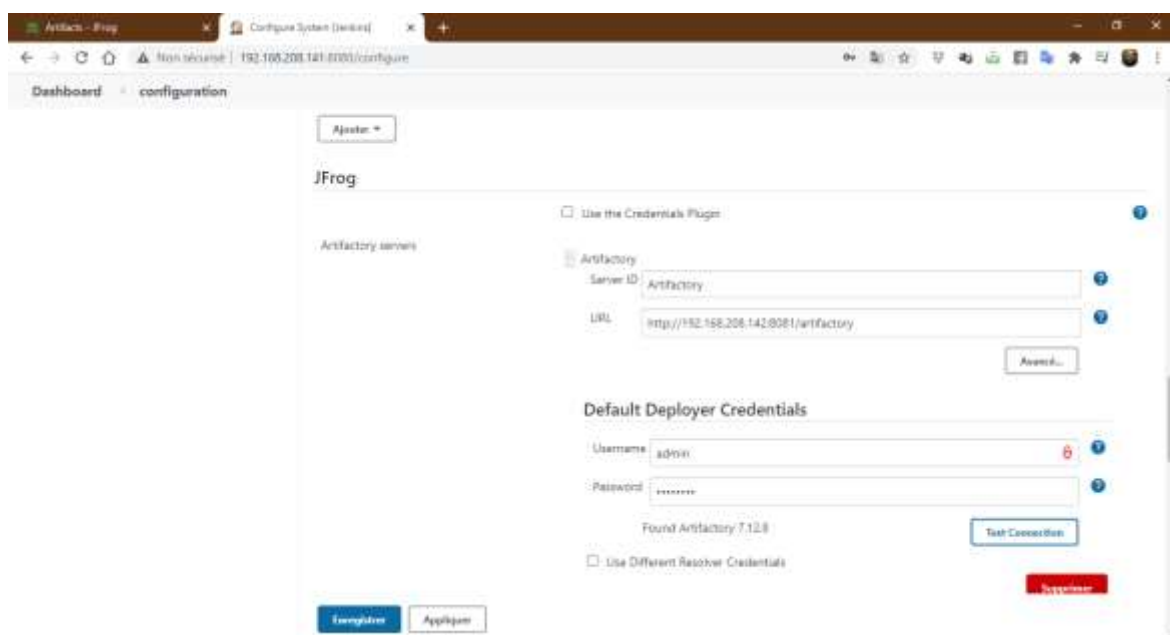 Artifacts - JFrog
Configure System [Jenkins]
Non sécurisé | 192.168.208.141:8080/configure
Dashboard
configuration
Ajouter
JFrog
Use the Credentials Plugin
Artifactory servers
Artifactory
Server ID
Artifactory
URL
http://192.168.208.142:8081/artifactory
Avancé...
Default Deployer Credentials
Username
admin
Password
••••••••
Found Artifactory 7.12.8
Test Connection
Use Different Resolver Credentials
Supprimer
Enregistrer
Appliquer